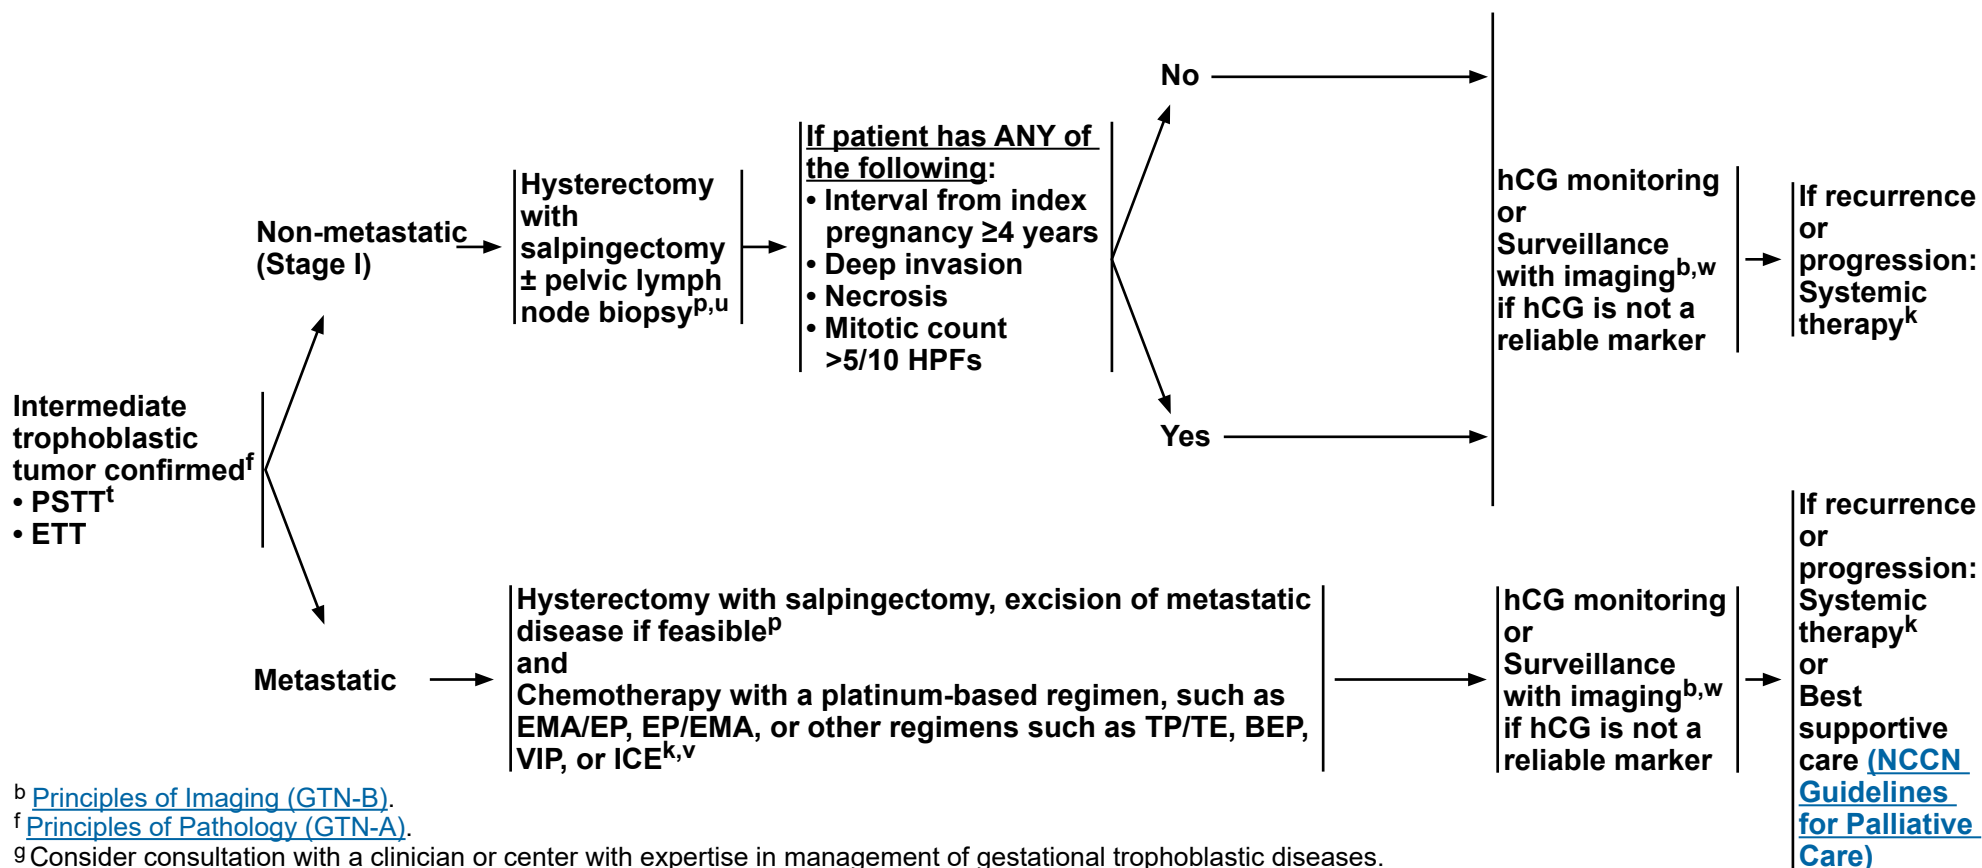 Intermediate
trophoblastic
tumor confirmedf
• PSTTt
• ETT
Non-metastatic
(Stage I)
Hysterectomy
with
salpingectomy
± pelvic lymph
node biopsyp,u
If patient has ANY of
the following:
• Interval from index
pregnancy ≥4 years
• Deep invasion
• Necrosis
• Mitotic count
>5/10 HPFs
No
Yes
hCG monitoring
or
Surveillance
with imagingb,w
if hCG is not a
reliable marker
If recurrence
or
progression:
Systemic
therapyk
Metastatic
Hysterectomy with salpingectomy, excision of metastatic
disease if feasiblep
and
Chemotherapy with a platinum-based regimen, such as
EMA/EP, EP/EMA, or other regimens such as TP/TE, BEP,
VIP, or ICEk,v
hCG monitoring
or
Surveillance
with imagingb,w
if hCG is not a
reliable marker
If recurrence
or
progression:
Systemic
therapyk
or
Best
supportive
care (NCCN
Guidelines
for Palliative
Care)
b Principles of Imaging (GTN-B).
f Principles of Pathology (GTN-A).
g Consider consultation with a clinician or center with expertise in management of gestational trophoblastic diseases.